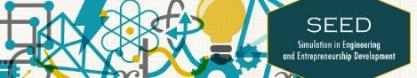 SEED
Simulation in Engineering
and Entrepreneurship Development